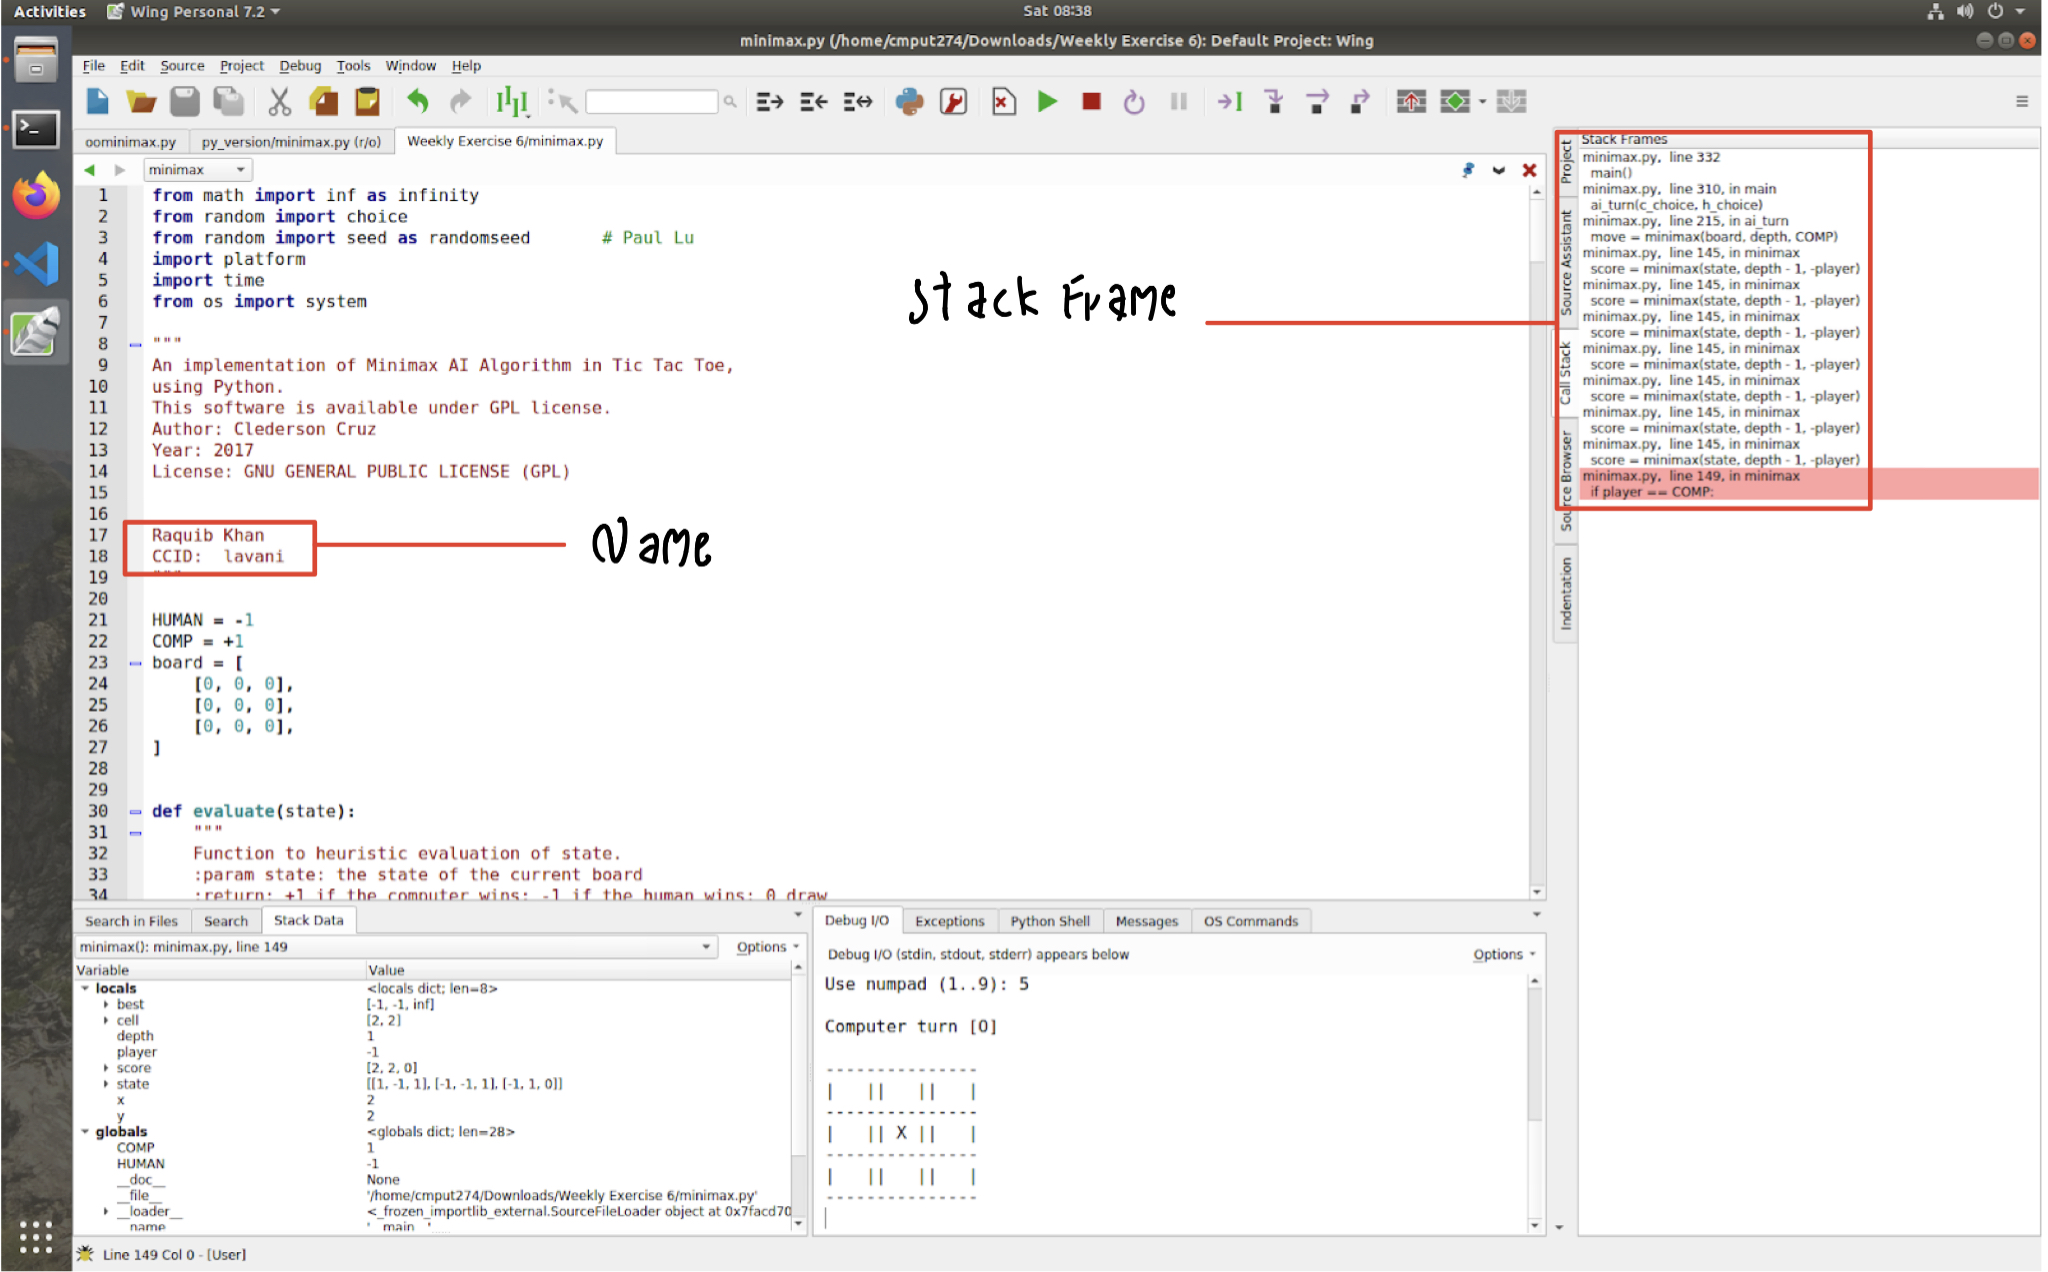 Activities Wing Personal 7.2 Sat 08:38
minimax.py (/home/cmput274/Downloads/Weekly Exercise 6): Default Project: Wing
File Edit Source Project Debug Tools Window Help
oominimax.py py_version/minimax.py (r/o) Weekly Exercise 6/minimax.py
minimax
1 from math import inf as infinity
2 from random import choice
3 from random import seed as randomseed # Paul Lu
4 import platform
5 import time
6 from os import system
7
8 """
9 An implementation of Minimax AI Algorithm in Tic Tac Toe,
10 using Python.
11 This software is available under GPL license.
12 Author: Clederson Cruz
13 Year: 2017
14 License: GNU GENERAL PUBLIC LICENSE (GPL)
15
16
17 Raquib Khan
18 CCID: lavani
19 """
20
21 HUMAN = -1
22 COMP = +1
23 board = [
24 [0, 0, 0],
25 [0, 0, 0],
26 [0, 0, 0],
27 ]
28
29
30 def evaluate(state):
31 """
32 Function to heuristic evaluation of state.
33 :param state: the state of the current board
34 :return: +1 if the computer wins; -1 if the human wins; 0 draw
Stack Frame
Name
Project
Source Assistant
Call Stack
Source Browser
Indentation
Stack Frames
minimax.py, line 332
main()
minimax.py, line 310, in main
ai_turn(c_choice, h_choice)
minimax.py, line 215, in ai_turn
move = minimax(board, depth, COMP)
minimax.py, line 145, in minimax
score = minimax(state, depth - 1, -player)
minimax.py, line 145, in minimax
score = minimax(state, depth - 1, -player)
minimax.py, line 145, in minimax
score = minimax(state, depth - 1, -player)
minimax.py, line 145, in minimax
score = minimax(state, depth - 1, -player)
minimax.py, line 145, in minimax
score = minimax(state, depth - 1, -player)
minimax.py, line 145, in minimax
score = minimax(state, depth - 1, -player)
minimax.py, line 145, in minimax
score = minimax(state, depth - 1, -player)
minimax.py, line 149, in minimax
if player == COMP:
Search in Files Search Stack Data
minimax(): minimax.py, line 149 Options
Variable Value
locals <locals dict; len=8>
best [-1, -1, inf]
cell [2, 2]
depth 1
player -1
score [2, 2, 0]
state [[1, -1, 1], [-1, -1, 1], [-1, 1, 0]]
x 2
y 2
globals <globals dict; len=28>
COMP 1
HUMAN -1
__doc__ None
__file__ '/home/cmput274/Downloads/Weekly Exercise 6/minimax.py'
__loader__ <_frozen_importlib_external.SourceFileLoader object at 0x7facd70
__name__ '__main__'
Debug I/O Exceptions Python Shell Messages OS Commands
Debug I/O (stdin, stdout, stderr) appears below Options
Use numpad (1..9): 5
Computer turn [O]
---------------
| || || |
---------------
| || X || |
---------------
| || || |
---------------
Line 149 Col 0 - [User]